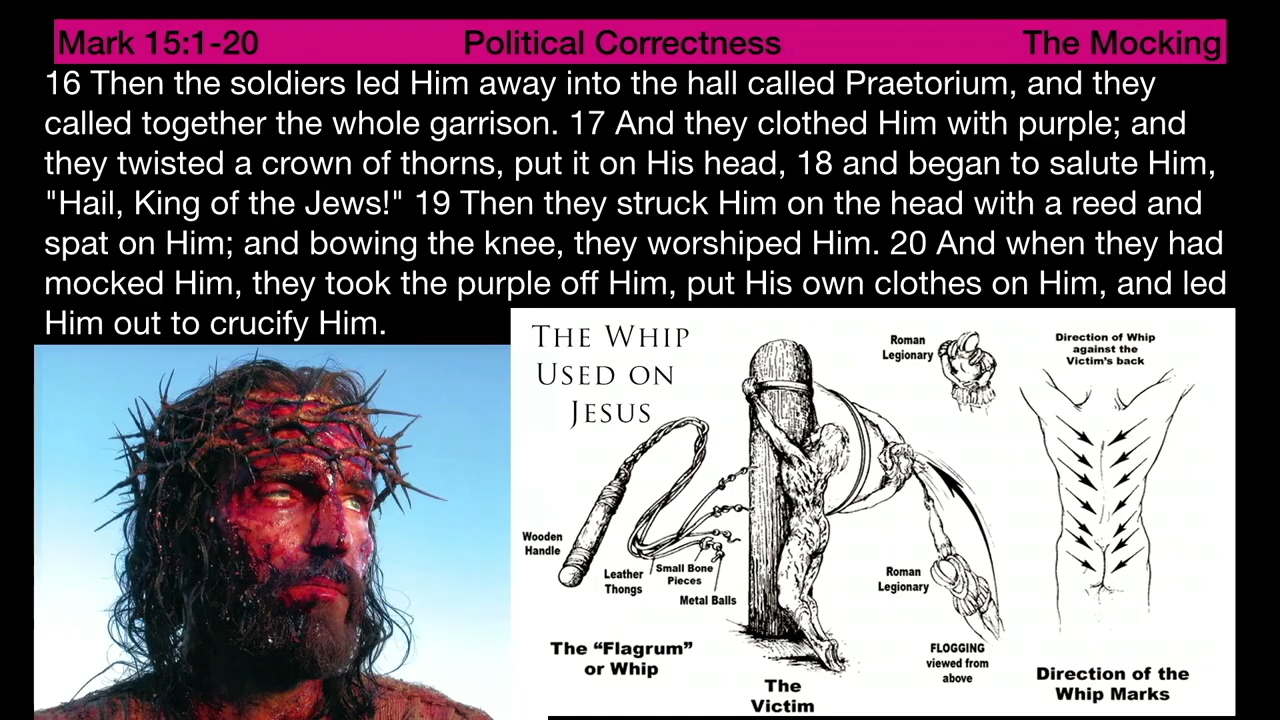 Mark 15:1-20 Political Correctness The Mocking
16 Then the soldiers led Him away into the hall called Praetorium, and they
called together the whole garrison. 17 And they clothed Him with purple; and
they twisted a crown of thorns, put it on His head, 18 and began to salute Him,
"Hail, King of the Jews!" 19 Then they struck Him on the head with a reed and
spat on Him; and bowing the knee, they worshiped Him. 20 And when they had
mocked Him, they took the purple off Him, put His own clothes on Him, and led
Him out to crucify Him.
THE WHIP
USED ON
JESUS
Wooden
Handle
Leather
Thongs
Small Bone
Pieces
Metal Balls
The “Flagrum”
or Whip
The
Victim
Roman
Legionary
Roman
Legionary
FLOGGING
viewed from
above
Direction of Whip
against the
Victim's back
Direction of the
Whip Marks